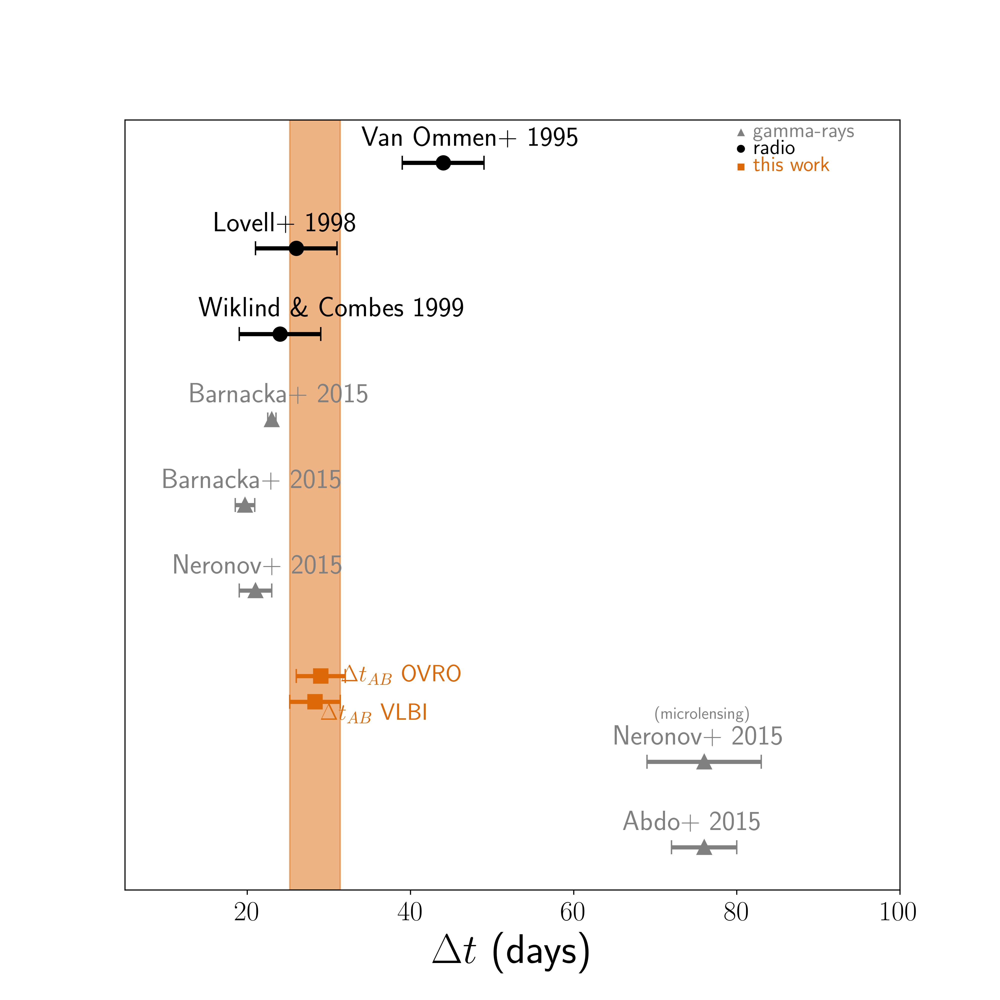 Van Ommen+ 1995
gamma-rays
radio
this work
Lovell+ 1998
Wiklind & Combes 1999
Barnacka+ 2015
Barnacka+ 2015
Neronov+ 2015
Δt_AB OVRO
Δt_AB VLBI
(microlensing)
Neronov+ 2015
Abdo+ 2015
20 40 60 80 100
Δt (days)